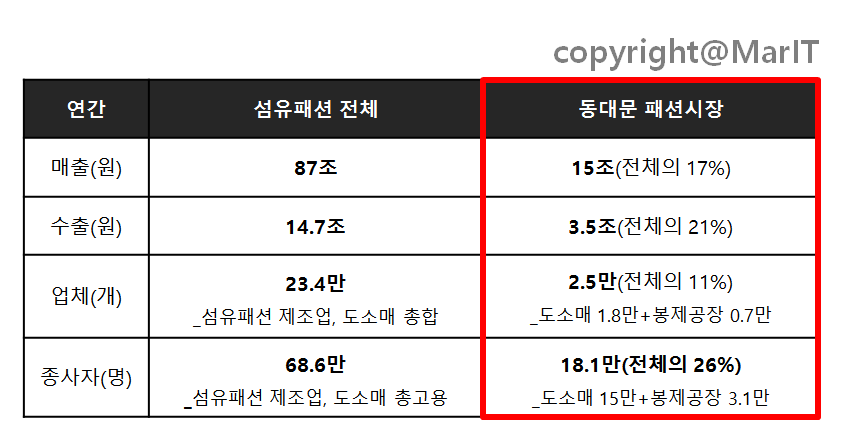 copyright@MarIT
연간 섬유패션 전체 동대문 패션시장
매출(원) 87조 15조(전체의 17%)
수출(원) 14.7조 3.5조(전체의 21%)
업체(개) 23.4만 2.5만(전체의 11%)
_섬유패션 제조업, 도소매 총합 _도소매 1.8만+봉제공장 0.7만
종사자(명) 68.6만 18.1만(전체의 26%)
_섬유패션 제조업, 도소매 총고용 _도소매 15만+봉제공장 3.1만